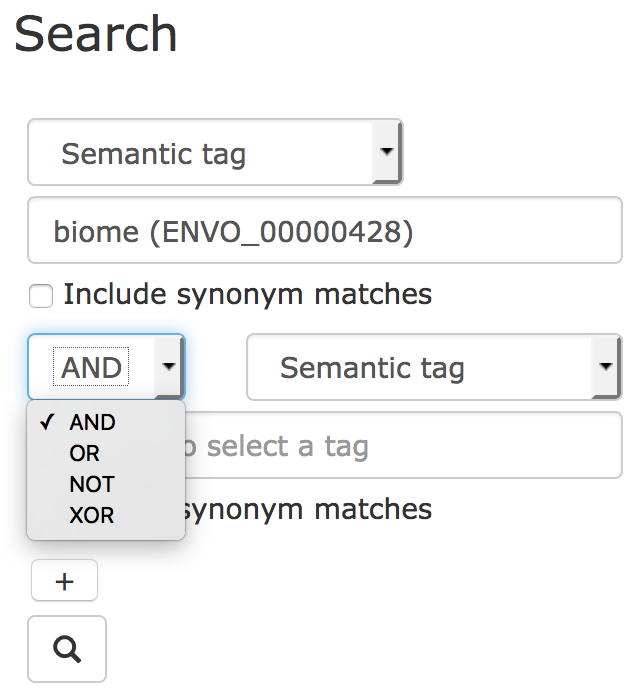 Search
Semantic tag
biome (ENVO_00000428)
Include synonym matches
AND Semantic tag
✓ AND
OR
NOT
XOR
to select a tag
synonym matches
+